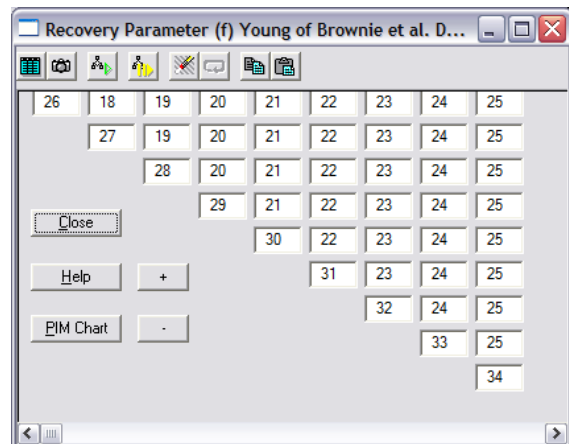 Recovery Parameter (f) Young of Brownie et al. D...
26 18 19 20 21 22 23 24 25
27 19 20 21 22 23 24 25
28 20 21 22 23 24 25
29 21 22 23 24 25
Close
30 22 23 24 25
Help + 31 23 24 25
32 24 25
PIM Chart -
33 25
34